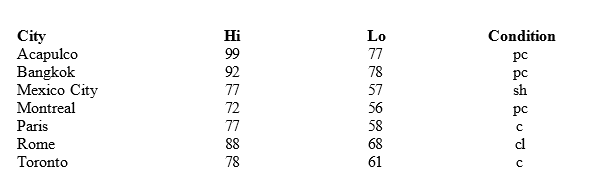 City Hi Lo Condition
Acapulco 99 77 pc
Bangkok 92 78 pc
Mexico City 77 57 sh
Montreal 72 56 pc
Paris 77 58 c
Rome 88 68 cl
Toronto 78 61 c